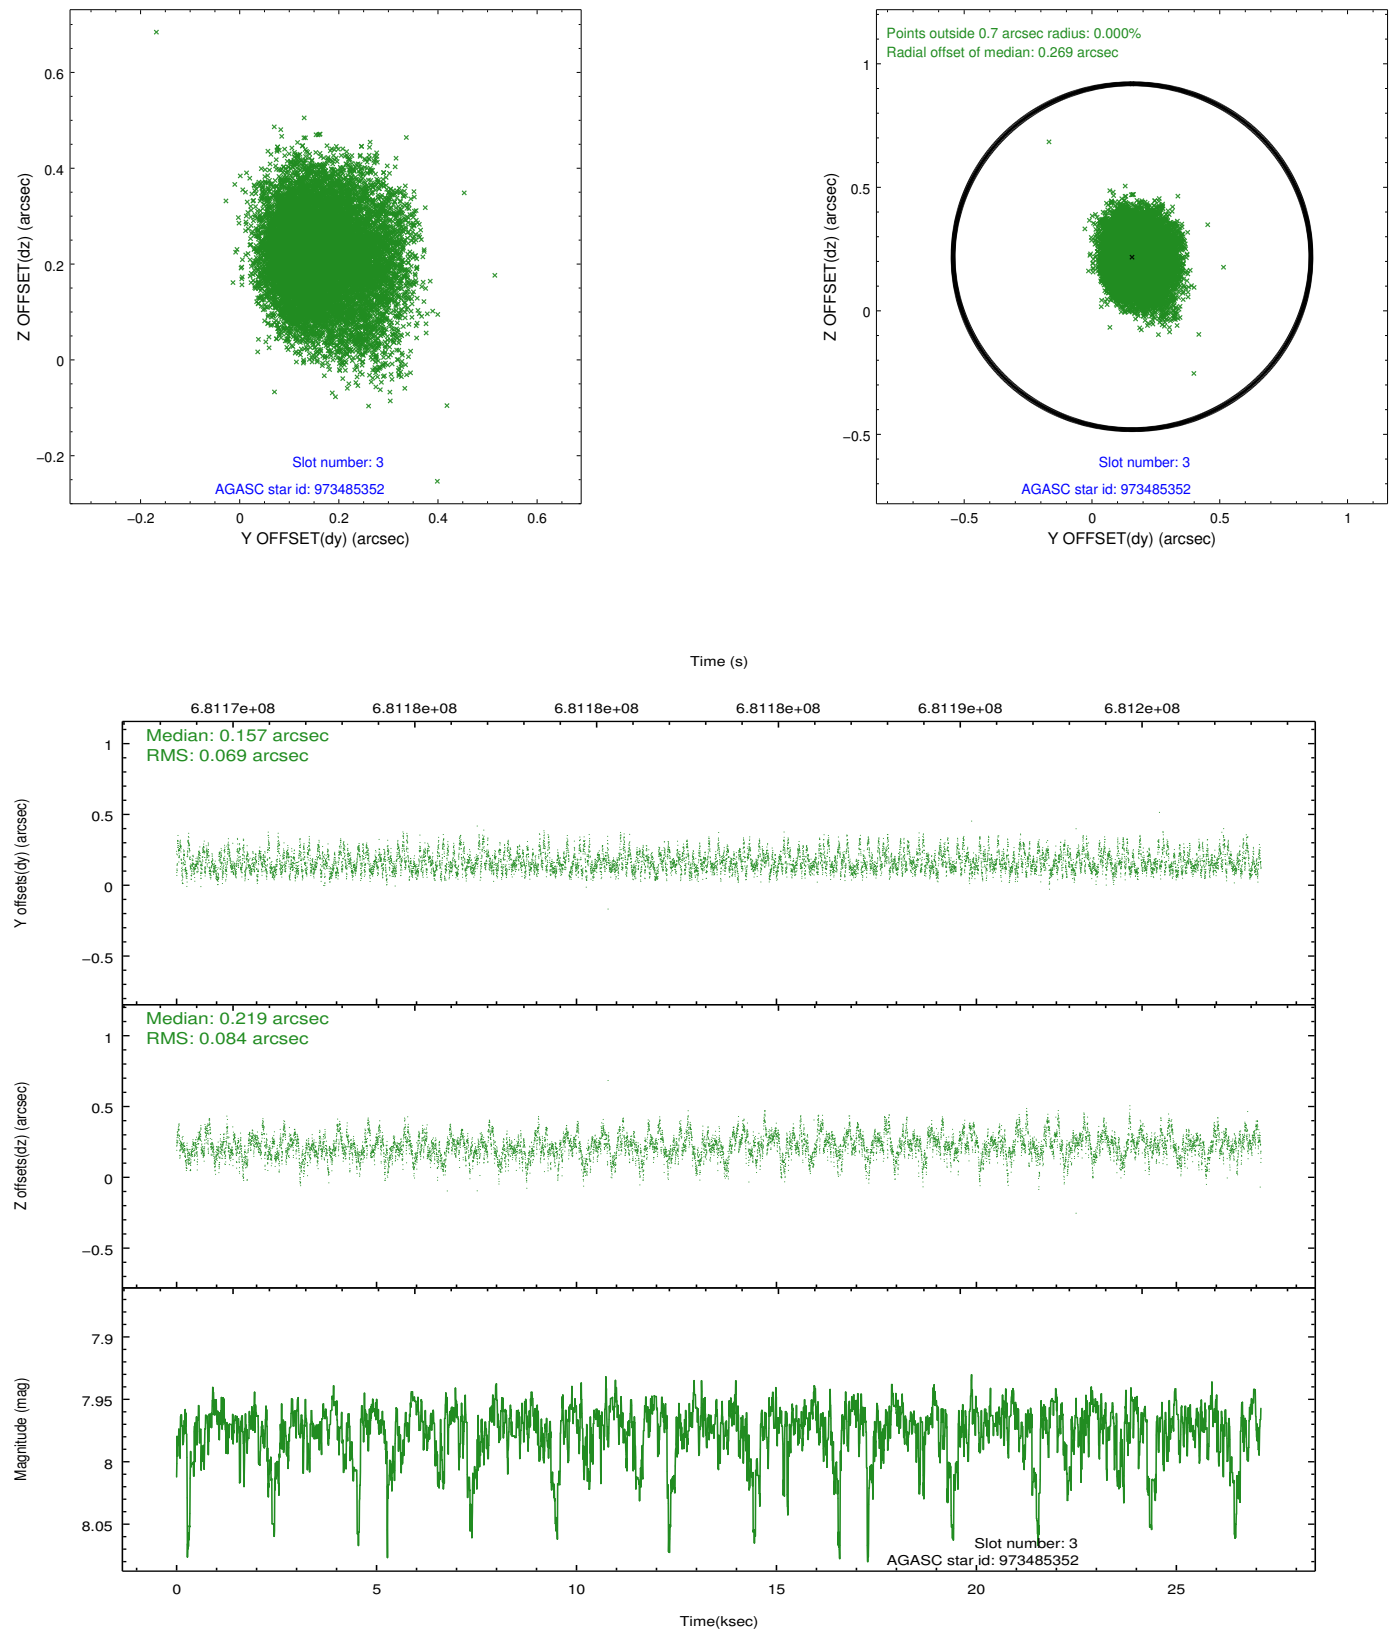 0.6
0.4
0.2
0
−0.2
Z OFFSET(dz) (arcsec)
Slot number: 3
AGASC star id: 973485352
−0.2 0 0.2 0.4 0.6
Y OFFSET(dy) (arcsec)
Points outside 0.7 arcsec radius: 0.000%
Radial offset of median: 0.269 arcsec
1
0.5
0
−0.5
Z OFFSET(dz) (arcsec)
Slot number: 3
AGASC star id: 973485352
−0.5 0 0.5 1
Y OFFSET(dy) (arcsec)
Time (s)
6.8117e+08 6.8118e+08 6.8118e+08 6.8118e+08 6.8119e+08 6.812e+08
Median: 0.157 arcsec
RMS: 0.069 arcsec
1
0.5
0
−0.5
Y offsets(dy) (arcsec)
Median: 0.219 arcsec
RMS: 0.084 arcsec
1
0.5
0
−0.5
Z offsets(dz) (arcsec)
7.9
7.95
8
8.05
Magnitude (mag)
Slot number: 3
AGASC star id: 973485352
0 5 10 15 20 25
Time(ksec)